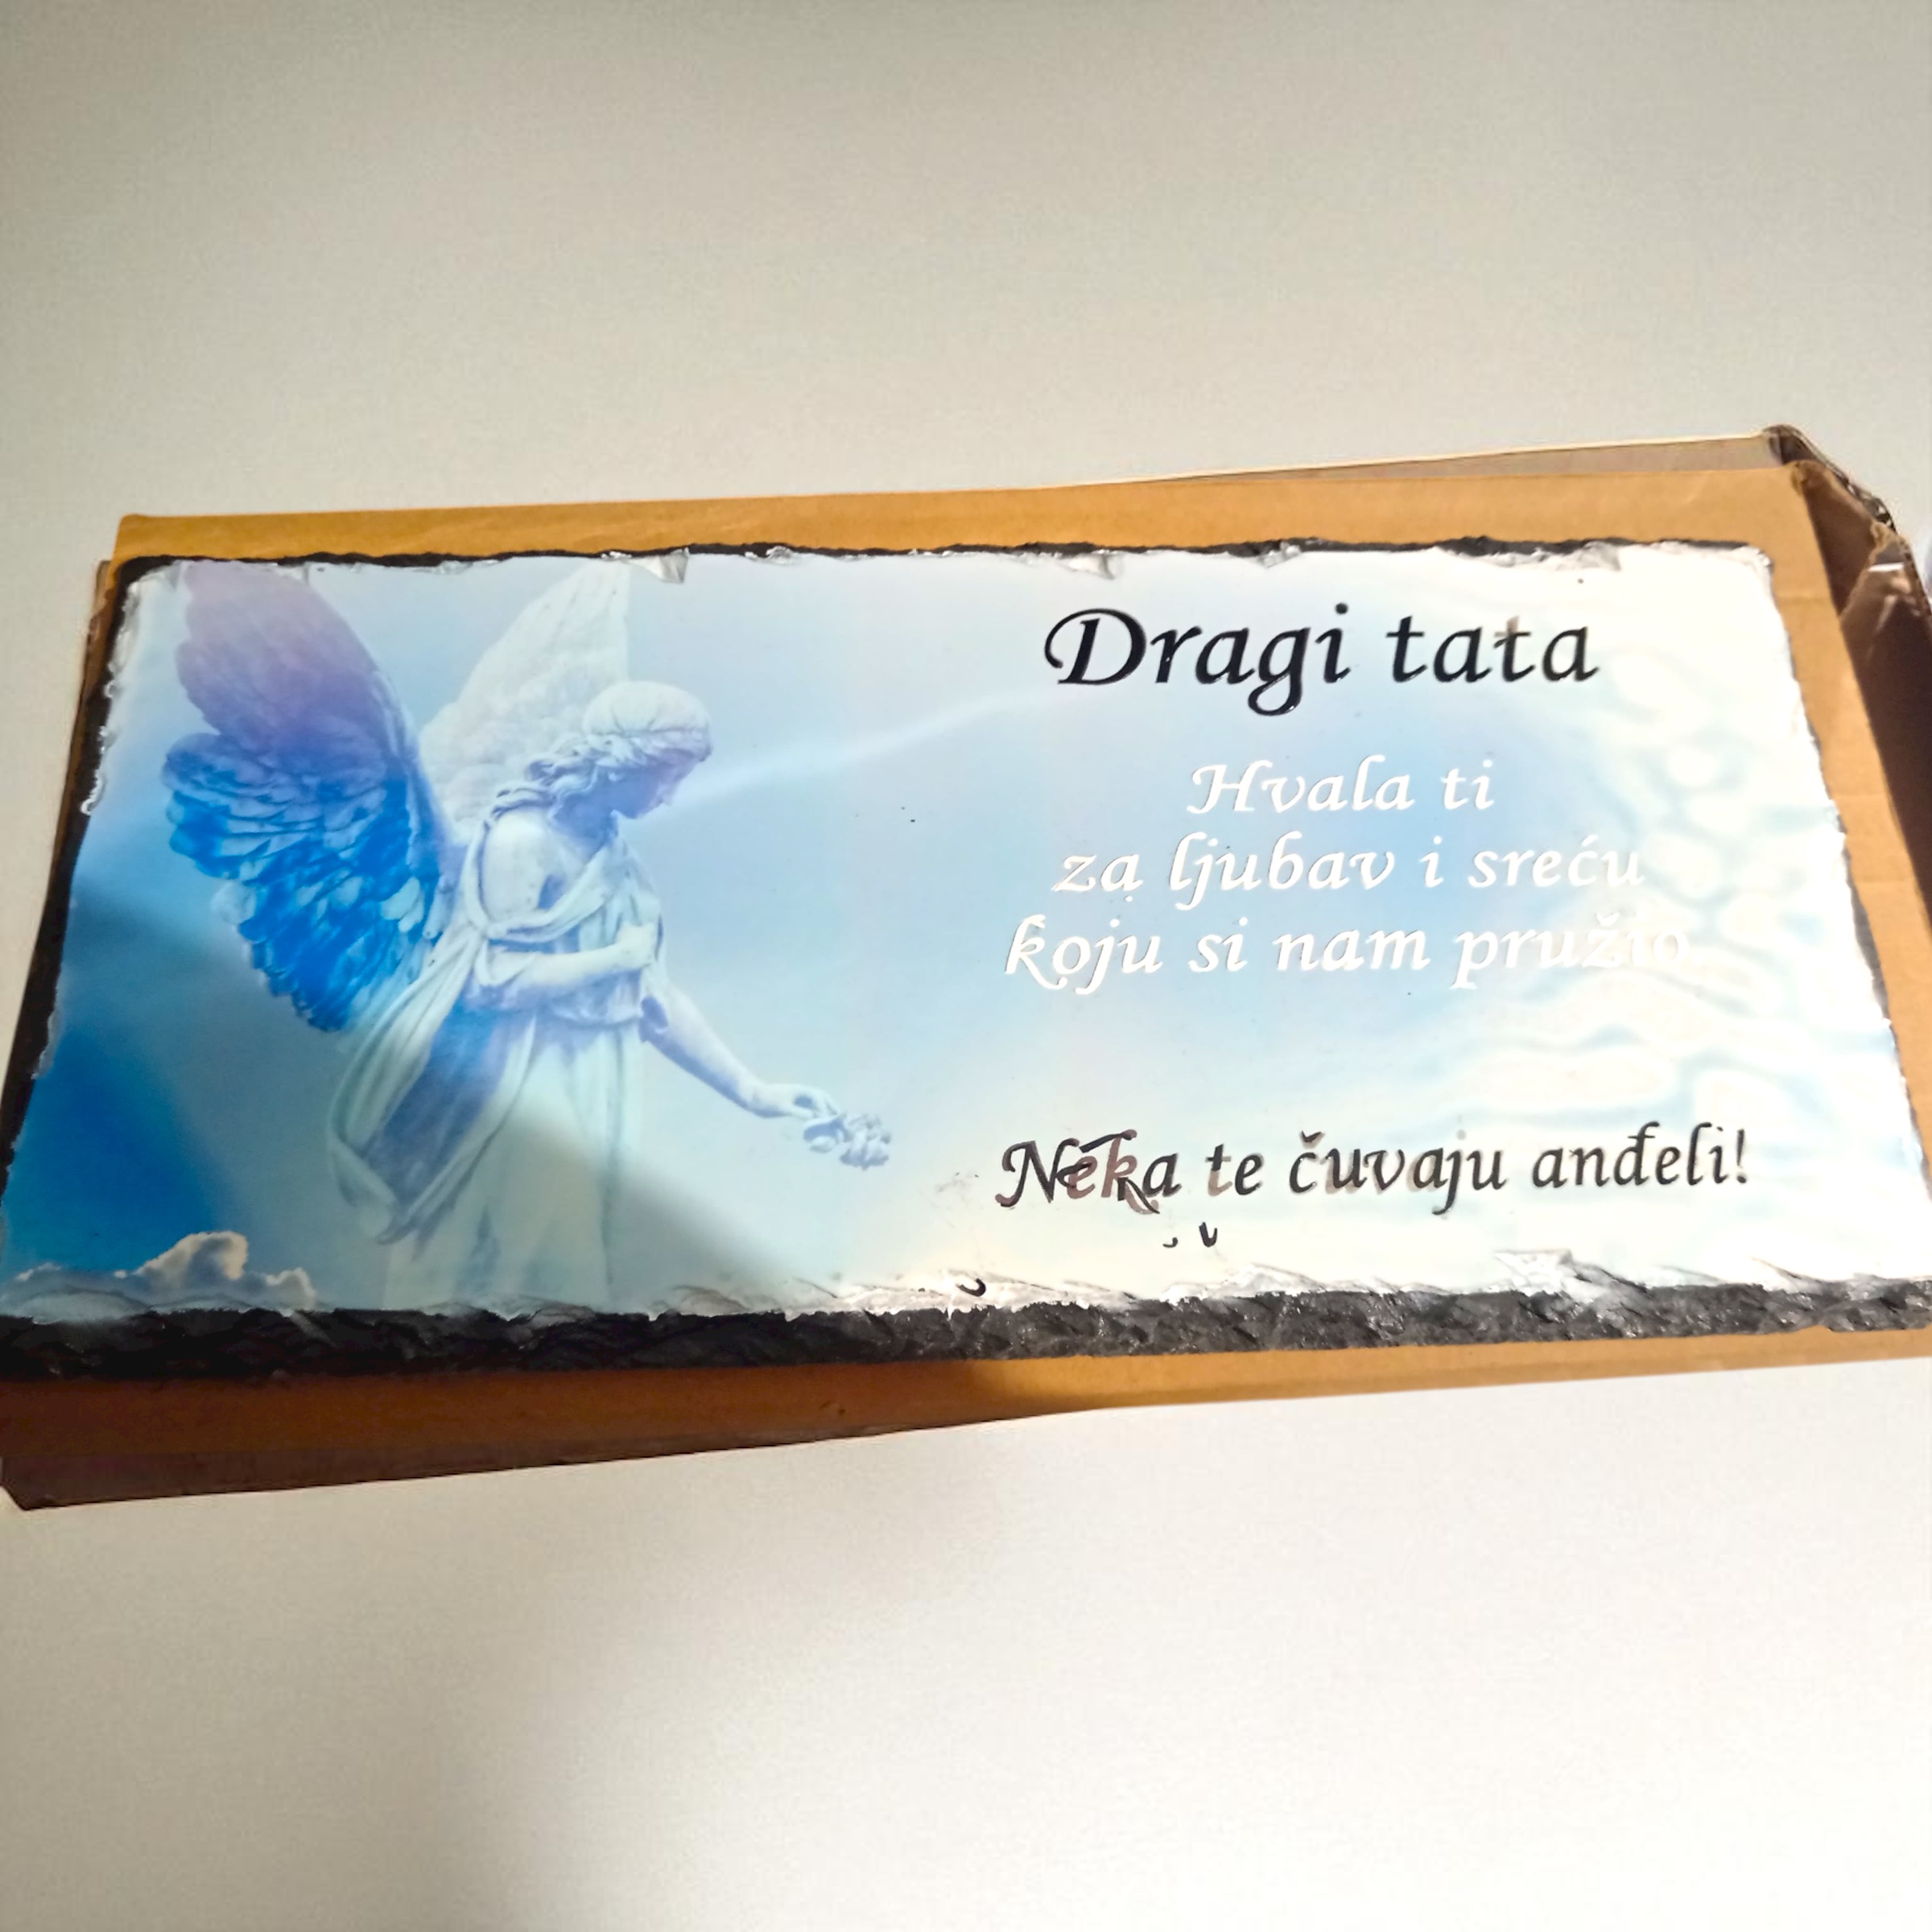 Dragi tata
Hvala ti
za ljubav i sreću
koju si nam pružio
Neka te čuvaju anđeli!